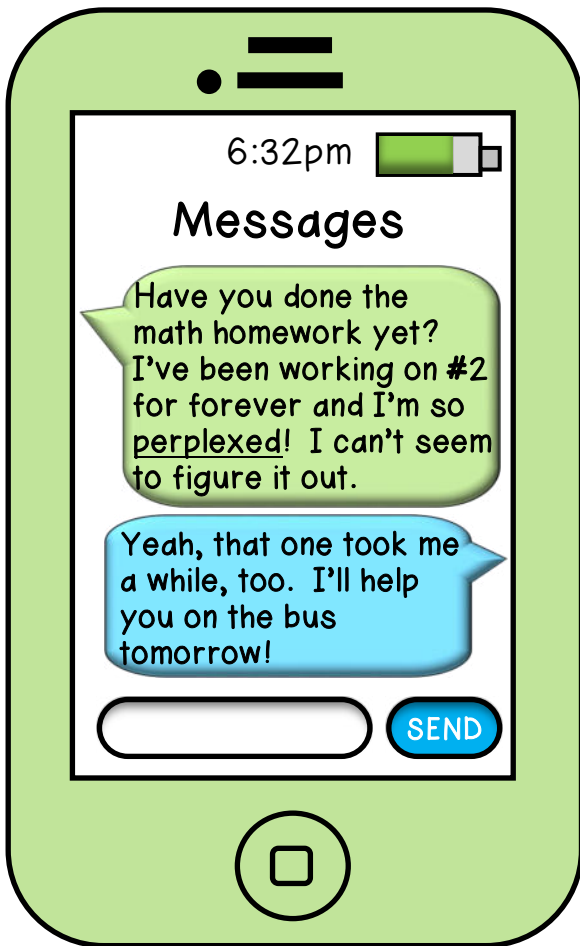 6:32pm
Messages
Have you done the
math homework yet?
I've been working on #2
for forever and I'm so
perplexed!  I can't seem
to figure it out.
Yeah, that one took me
a while, too.  I'll help
you on the bus
tomorrow!
SEND